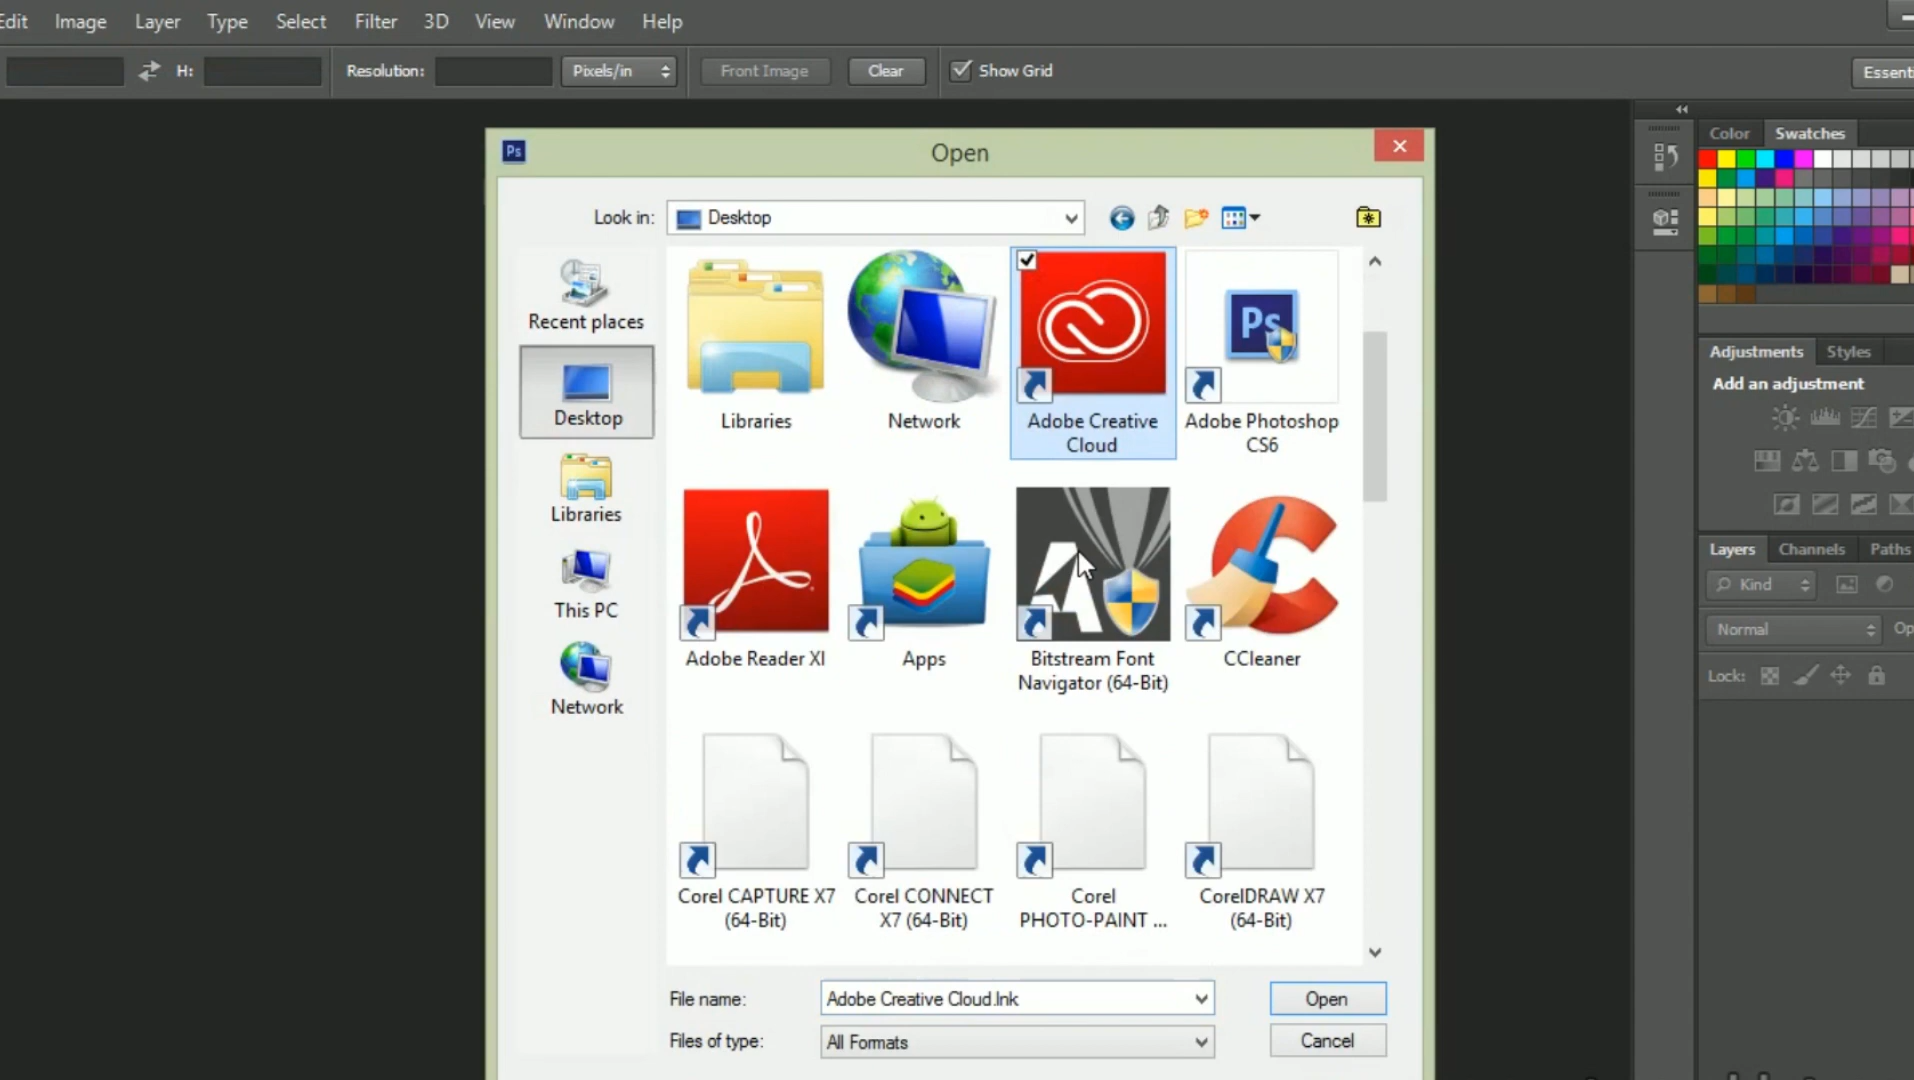 Edit Image Layer Type Select Filter 3D View Window Help
H: Resolution: Pixels/in Front Image Clear Show Grid
Essenti
Ps Open
Color Swatches
Look in: Desktop
Recent places
Desktop
Libraries
This PC
Network
Libraries
Network
Adobe Creative
Cloud
Ps
Adobe Photoshop
CS6
Adobe Reader XI
Apps
Bitstream Font
Navigator (64-Bit)
CCleaner
Corel CAPTURE X7
(64-Bit)
Corel CONNECT
X7 (64-Bit)
Corel
PHOTO-PAINT ...
CorelDRAW X7
(64-Bit)
File name: Adobe Creative Cloud.lnk Open
Files of type: All Formats Cancel
Adjustments Styles
Add an adjustment
Layers Channels Paths
Kind
Normal Op
Lock: